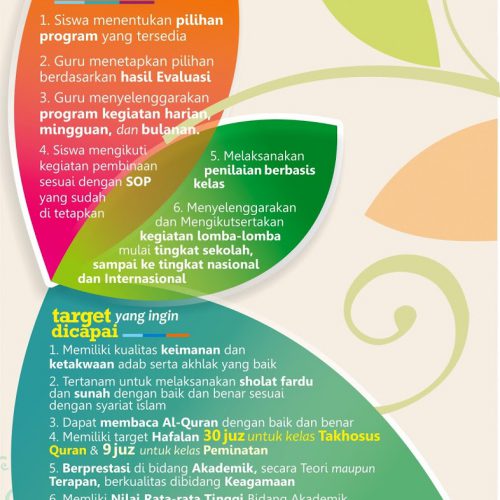 1. Siswa menentukan pilihan
program yang tersedia
2. Guru menetapkan pilihan
berdasarkan hasil Evaluasi
3. Guru menyelenggarakan
program kegiatan harian,
mingguan, dan bulanan.
4. Siswa mengikuti
kegiatan pembinaan
sesuai dengan SOP
yang sudah
di tetapkan
5. Melaksanakan
penilaian berbasis
kelas
6. Menyelenggarakan
dan Mengikutsertakan
kegiatan lomba-lomba
mulai tingkat sekolah,
sampai ke tingkat nasional
dan Internasional
target yang ingin
dicapai
1. Memiliki kualitas keimanan dan
ketakwaan adab serta akhlak yang baik
2. Tertanam untuk melaksanakan sholat fardu
dan sunah dengan baik dan benar sesuai
dengan syariat islam
3. Dapat membaca Al-Quran dengan baik dan benar
4. Memiliki target Hafalan 30 juz untuk kelas Takhosus
Quran & 9 juz untuk kelas Peminatan
5. Berprestasi di bidang Akademik, secara Teori maupun
Terapan, berkualitas dibidang Keagamaan
6. Memliki Nilai Rata-rata Tinggi Bidang Akademik